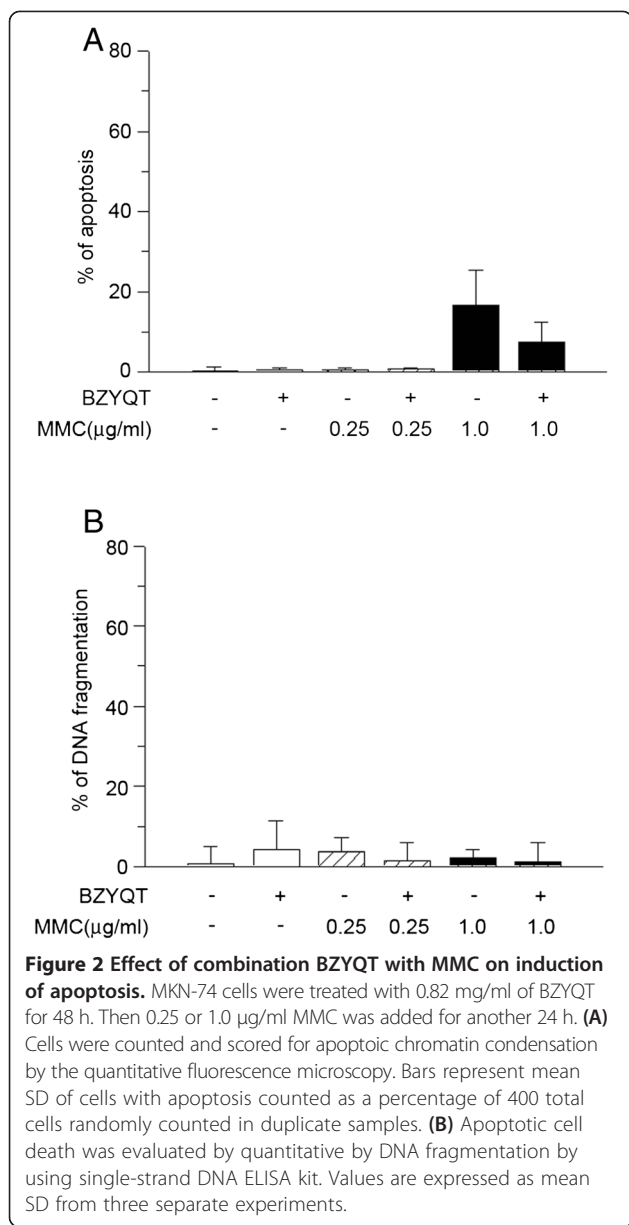 A
80
60
40
20
0
% of apoptosis
BZYQT - + - + - +
MMC(μg/ml) - - 0.25 0.25 1.0 1.0
B
80
60
40
20
0
% of DNA fragmentation
BZYQT - + - + - +
MMC(μg/ml) - - 0.25 0.25 1.0 1.0
Figure 2 Effect of combination BZYQT with MMC on induction
of apoptosis. MKN-74 cells were treated with 0.82 mg/ml of BZYQT
for 48 h. Then 0.25 or 1.0 μg/ml MMC was added for another 24 h. (A)
Cells were counted and scored for apoptoic chromatin condensation
by the quantitative fluorescence microscopy. Bars represent mean
SD of cells with apoptosis counted as a percentage of 400 total
cells randomly counted in duplicate samples. (B) Apoptotic cell
death was evaluated by quantitative by DNA fragmentation by
using single-strand DNA ELISA kit. Values are expressed as mean
SD from three separate experiments.